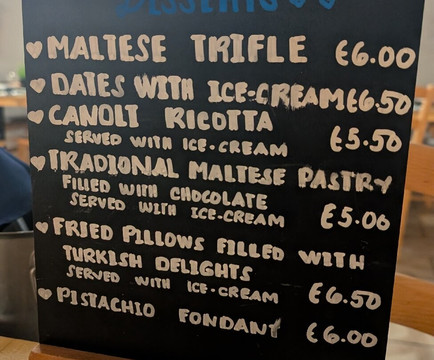 DESSERTS
MALTESE TRIFLE €6.00
DATES WITH ICE-CREAM €6.50
CANOLI RICOTTA
SERVED WITH ICE-CREAM €5.50
TRADIONAL MALTESE PASTRY
FILLED WITH CHOCOLATE
SERVED WITH ICE-CREAM €5.00
FRIED PILLOWS FILLED WITH
TURKISH DELIGHTS
SERVED WITH ICE-CREAM €6.50
PISTACHIO FONDANT €6.00